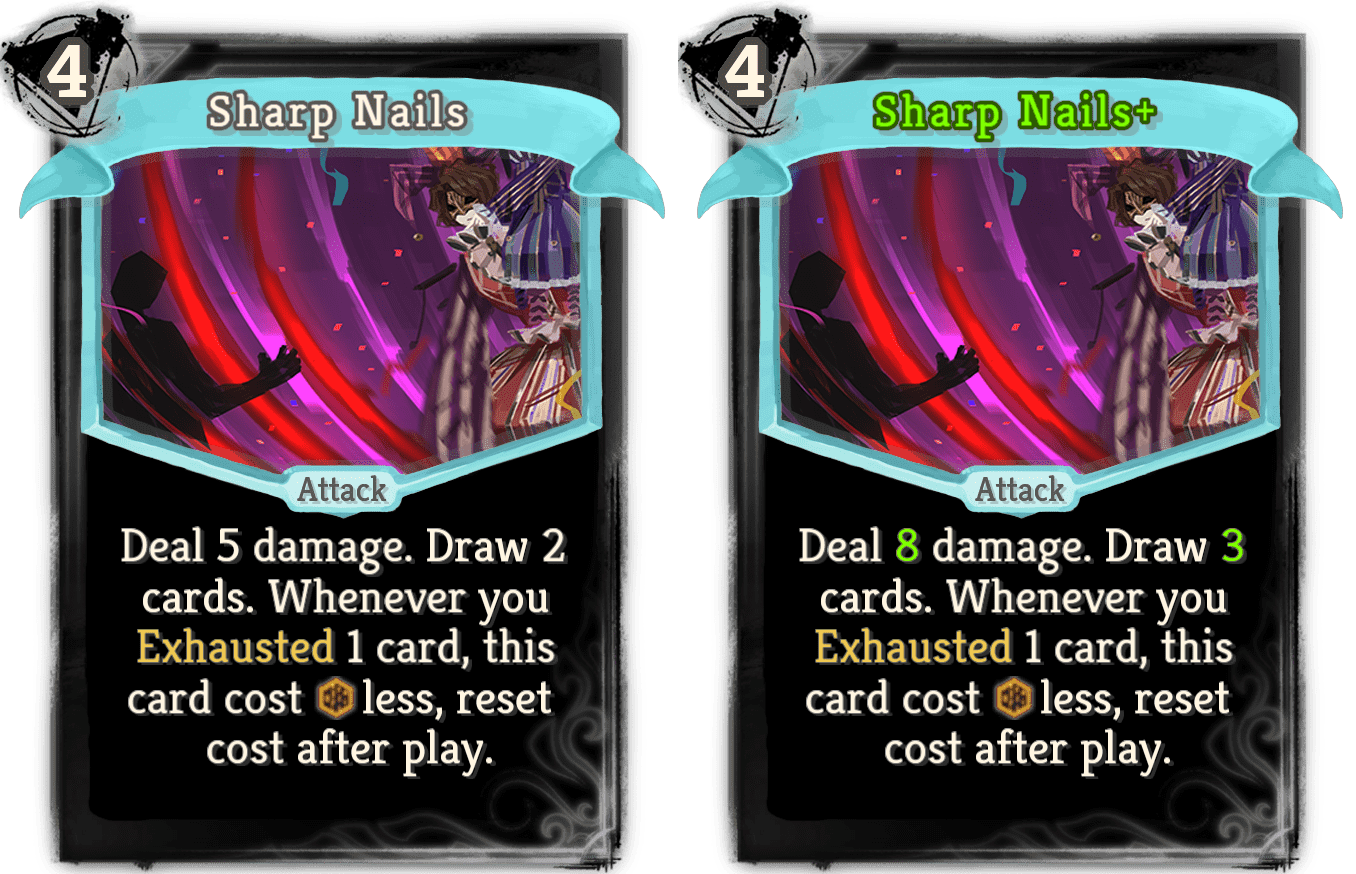 4
Sharp Nails
Attack
Deal 5 damage. Draw 2
cards. Whenever you
Exhausted 1 card, this
card cost less, reset
cost after play.
4
Sharp Nails+
Attack
Deal 8 damage. Draw 3
cards. Whenever you
Exhausted 1 card, this
card cost less, reset
cost after play.